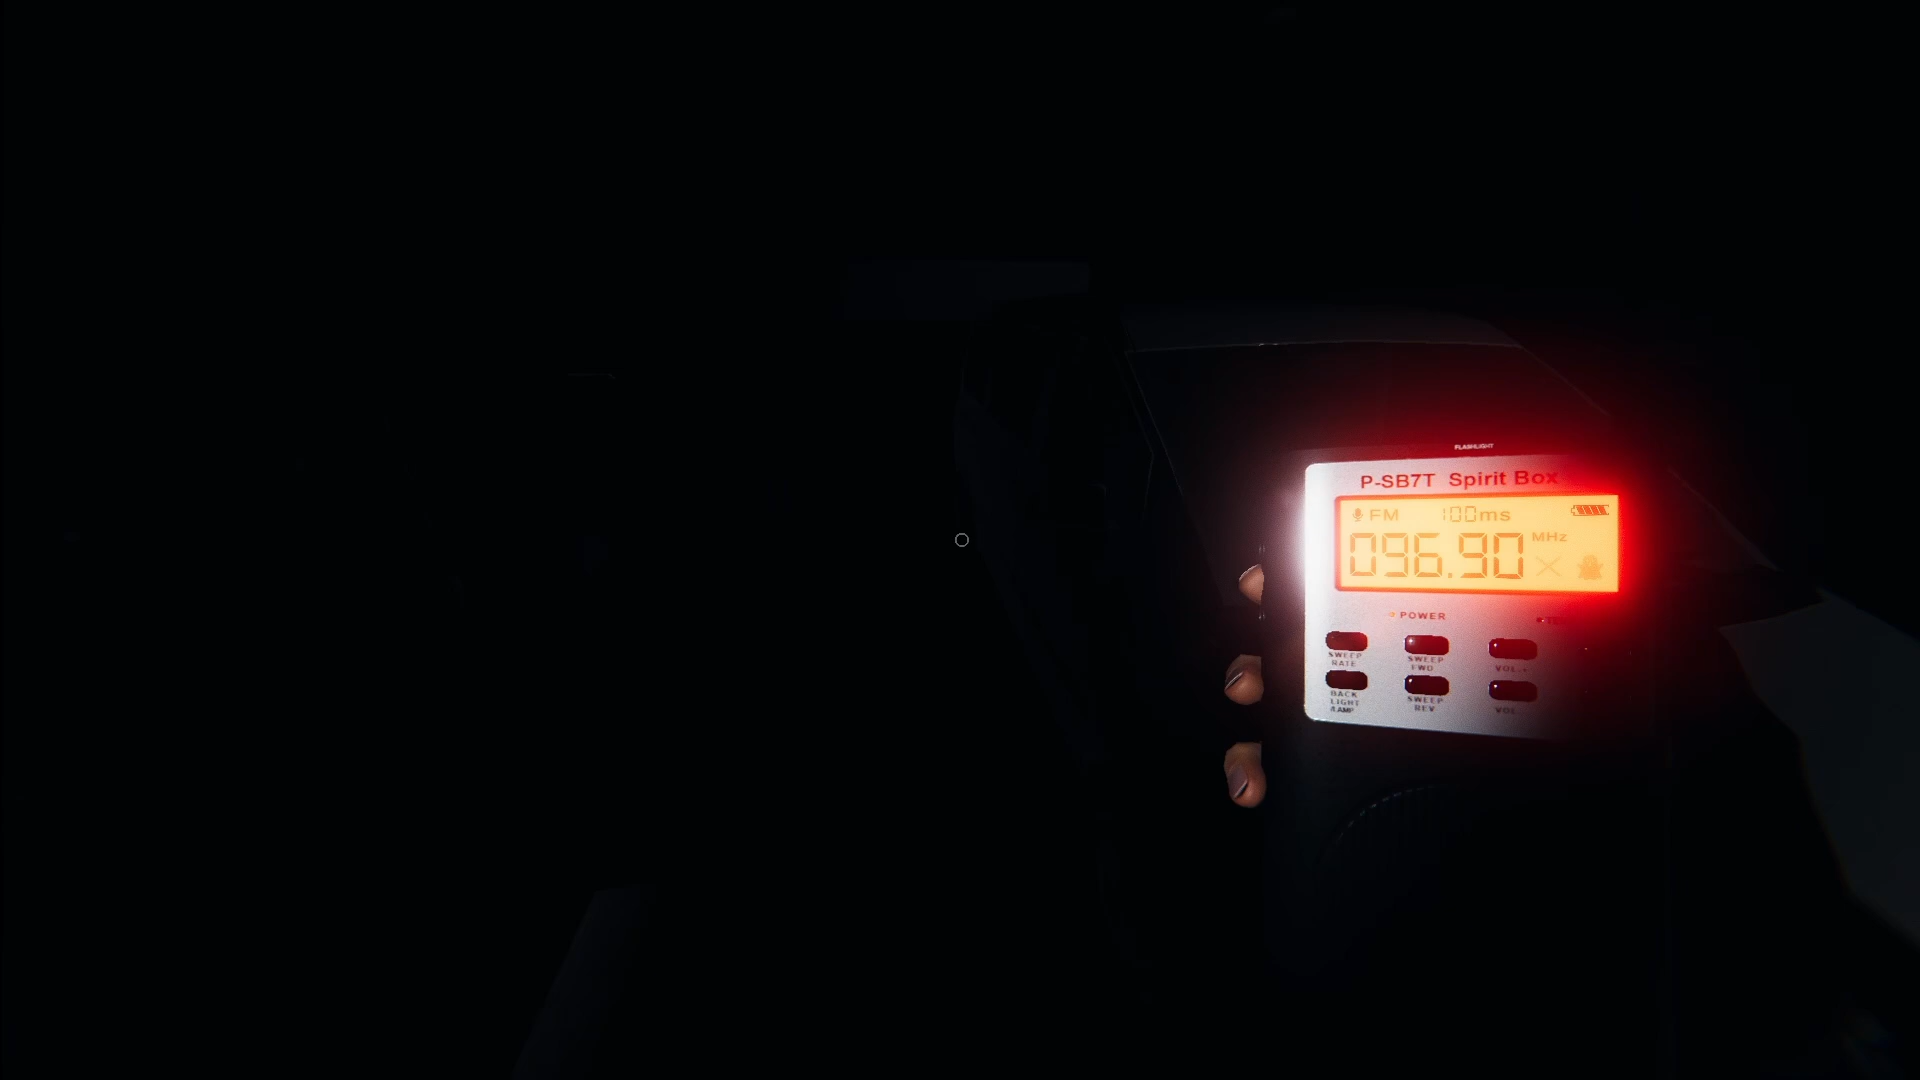 FLASHLIGHT
P-SB7T Spirit Box
FM 100ms
096.90 MHz
POWER
SWEEP RATE
SWEEP FWD
VOL +
BACK LIGHT /LAMP
SWEEP REV
VOL